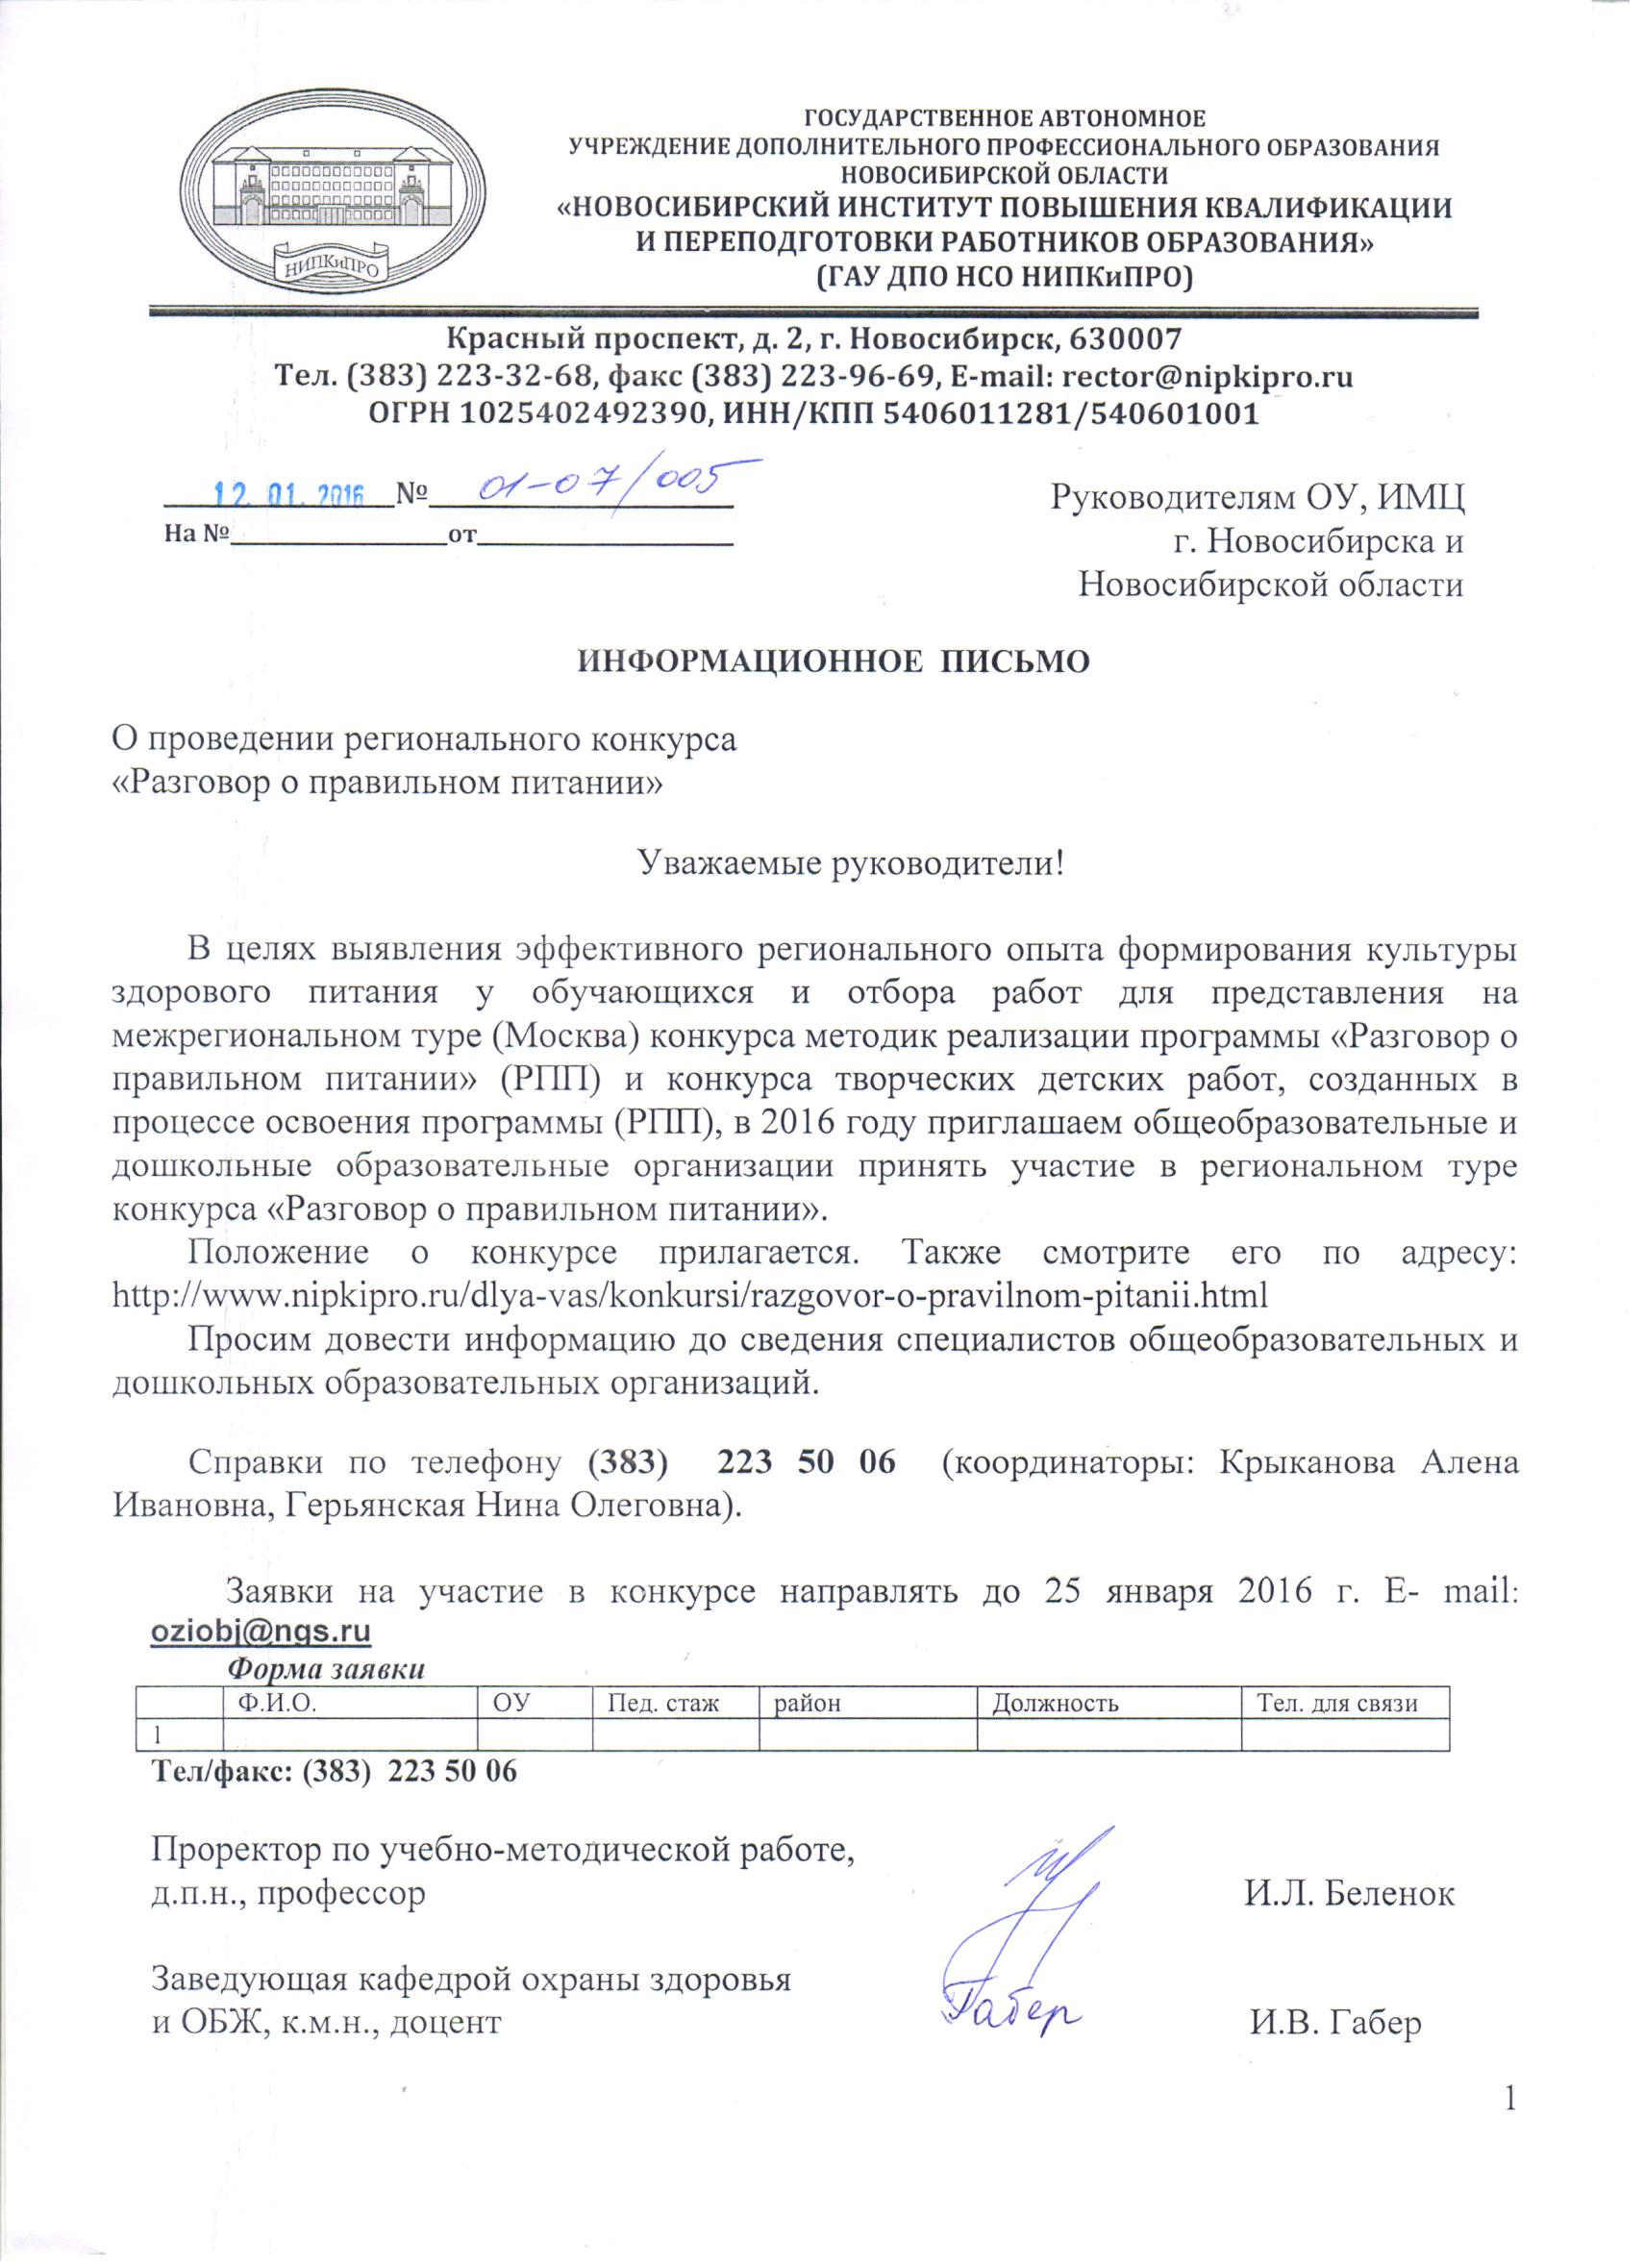 НИПКиПРО
ГОСУДАРСТВЕННОЕ АВТОНОМНОЕ
УЧРЕЖДЕНИЕ ДОПОЛНИТЕЛЬНОГО ПРОФЕССИОНАЛЬНОГО ОБРАЗОВАНИЯ
НОВОСИБИРСКОЙ ОБЛАСТИ
«НОВОСИБИРСКИЙ ИНСТИТУТ ПОВЫШЕНИЯ КВАЛИФИКАЦИИ
И ПЕРЕПОДГОТОВКИ РАБОТНИКОВ ОБРАЗОВАНИЯ»
(ГАУ ДПО НСО НИПКиПРО)
Красный проспект, д. 2, г. Новосибирск, 630007
Тел. (383) 223-32-68, факс (383) 223-96-69, E-mail: rector@nipkipro.ru
ОГРН 1025402492390, ИНН/КПП 5406011281/540601001
12. 01. 2016 № 01-07/005
На № от
Руководителям ОУ, ИМЦ
г. Новосибирска и
Новосибирской области
ИНФОРМАЦИОННОЕ ПИСЬМО
О проведении регионального конкурса
«Разговор о правильном питании»
Уважаемые руководители!
В целях выявления эффективного регионального опыта формирования культуры
здорового питания у обучающихся и отбора работ для представления на
межрегиональном туре (Москва) конкурса методик реализации программы «Разговор о
правильном питании» (РПП) и конкурса творческих детских работ, созданных в
процессе освоения программы (РПП), в 2016 году приглашаем общеобразовательные и
дошкольные образовательные организации принять участие в региональном туре
конкурса «Разговор о правильном питании».
Положение о конкурсе прилагается. Также смотрите его по адресу:
http://www.nipkipro.ru/dlya-vas/konkursi/razgovor-o-pravilnom-pitanii.html
Просим довести информацию до сведения специалистов общеобразовательных и
дошкольных образовательных организаций.
Справки по телефону (383) 223 50 06 (координаторы: Крыканова Алена
Ивановна, Герьянская Нина Олеговна).
Заявки на участие в конкурсе направлять до 25 января 2016 г. E- mail:
oziobj@ngs.ru
Форма заявки
Ф.И.О. ОУ Пед. стаж район Должность Тел. для связи
1
Тел/факс: (383) 223 50 06
Проректор по учебно-методической работе,
д.п.н., профессор И.Л. Беленок
Заведующая кафедрой охраны здоровья
и ОБЖ, к.м.н., доцент Габер И.В. Габер
1